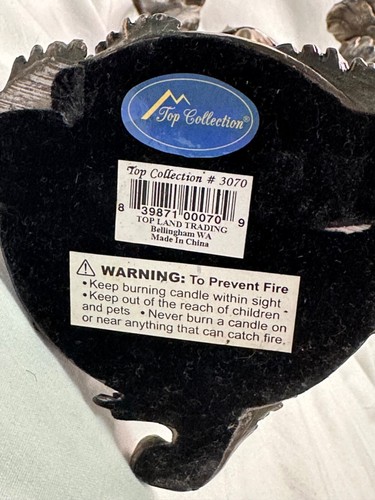 Top Collection®
Top Collection # 3070
8 39871 00070 9
TOP LAND TRADING
Bellingham WA
Made In China
WARNING: To Prevent Fire
•Keep burning candle within sight
•Keep out of the reach of children
and pets •Never burn a candle on
or near anything that can catch fire.